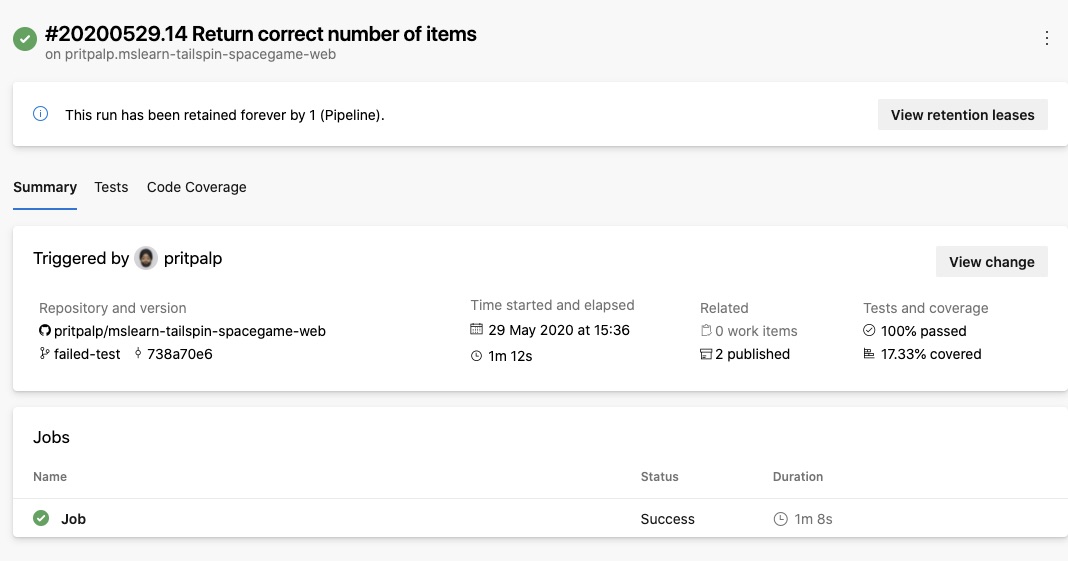 #20200529.14 Return correct number of items
on pritpalp.mslearn-tailspin-spacegame-web
This run has been retained forever by 1 (Pipeline).
View retention leases
Summary Tests Code Coverage
Triggered by pritpalp
View change
Repository and version
pritpalp/mslearn-tailspin-spacegame-web
failed-test 738a70e6
Time started and elapsed
29 May 2020 at 15:36
1m 12s
Related
0 work items
2 published
Tests and coverage
100% passed
17.33% covered
Jobs
Name Status Duration
Job Success 1m 8s